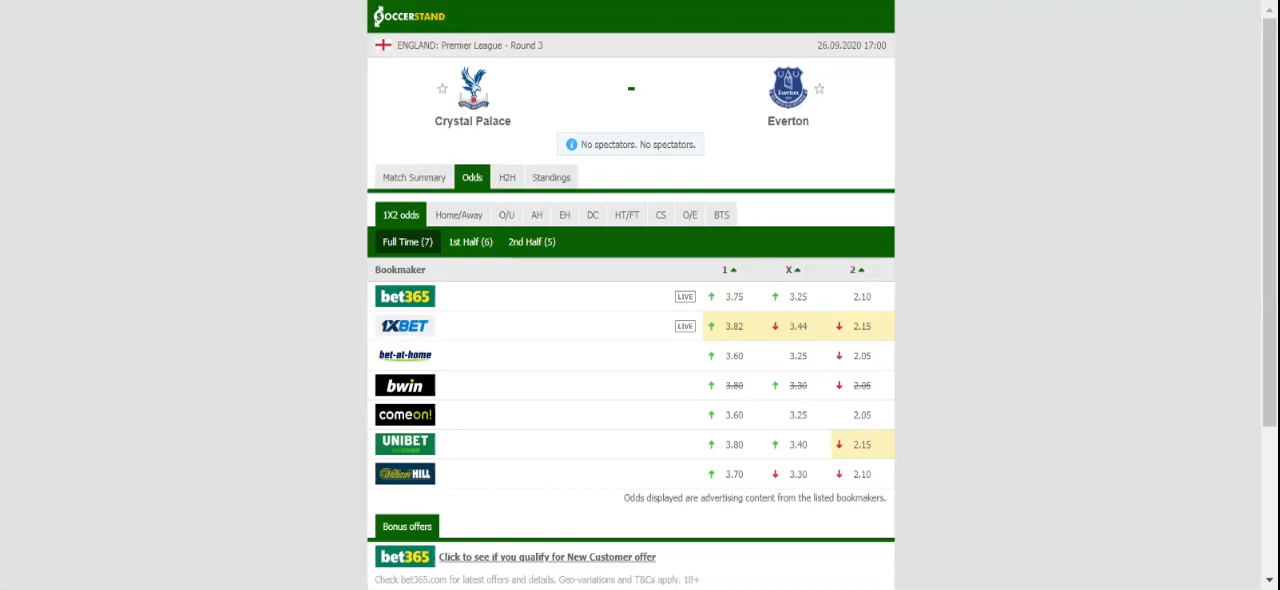 SOCCERSTAND
ENGLAND: Premier League - Round 3 26.09.2020 17:00
-
Crystal Palace Everton
No spectators. No spectators.
Match Summary Odds H2H Standings
1X2 odds Home/Away O/U AH EH DC HT/FT CS O/E BTS
Full Time (7) 1st Half (6) 2nd Half (5)
Bookmaker 1 X 2
bet365 LIVE 3.75 3.25 2.10
1XBET LIVE 3.82 3.44 2.15
bet-at-home 3.60 3.25 2.05
bwin 3.80 3.30 2.05
comeon! 3.60 3.25 2.05
UNIBET 3.80 3.40 2.15
William HILL 3.70 3.30 2.10
Odds displayed are advertising content from the listed bookmakers.
Bonus offers
bet365 Click to see if you qualify for New Customer offer
Check bet365.com for latest offers and details. Geo-variations and T&Cs apply. 18+